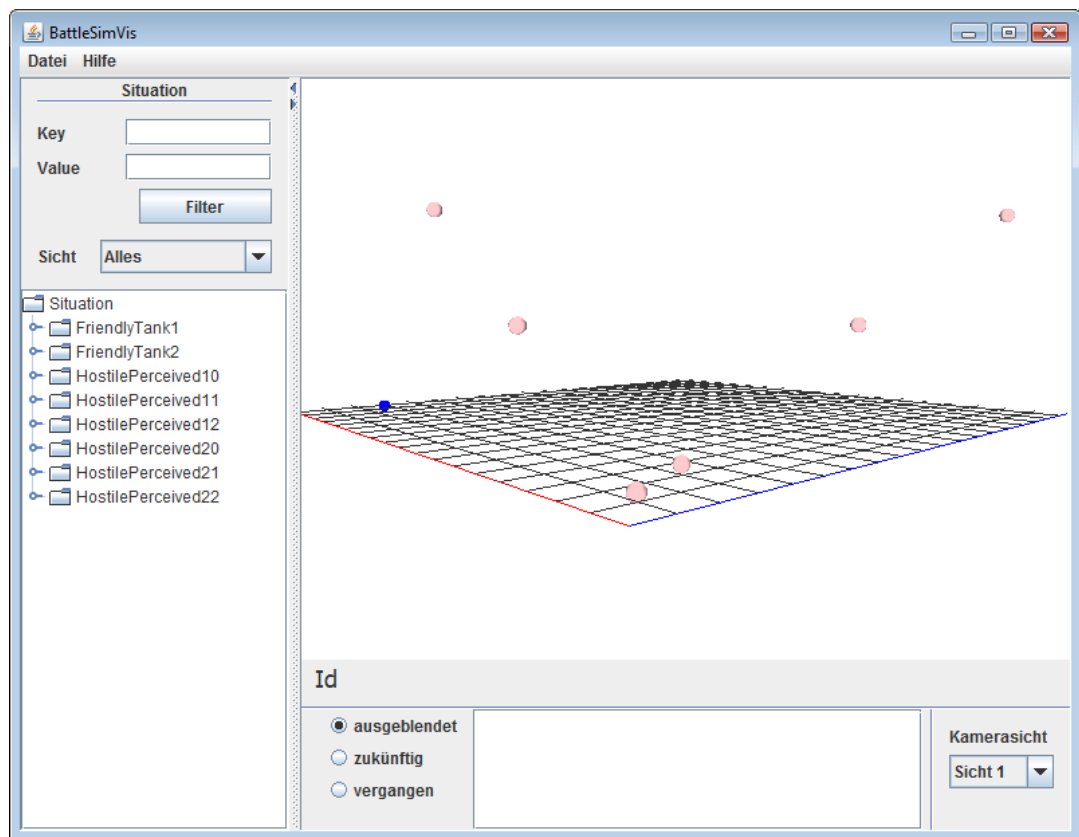 BattleSimVis
Datei Hilfe
Situation
Key
Value
Filter
Sicht Alles
Situation
FriendlyTank1
FriendlyTank2
HostilePerceived10
HostilePerceived11
HostilePerceived12
HostilePerceived20
HostilePerceived21
HostilePerceived22
Id
ausgeblendet
zukünftig
vergangen
Kamerasicht
Sicht 1